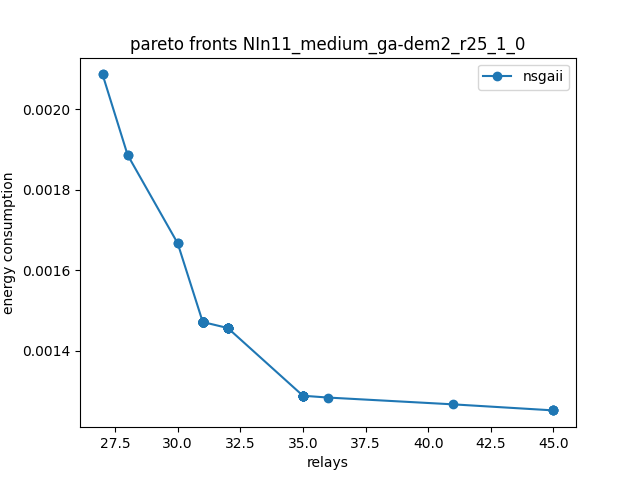 pareto fronts NIn11_medium_ga-dem2_r25_1_0
nsgaii
energy consumption
0.0020
0.0018
0.0016
0.0014
27.5 30.0 32.5 35.0 37.5 40.0 42.5 45.0
relays